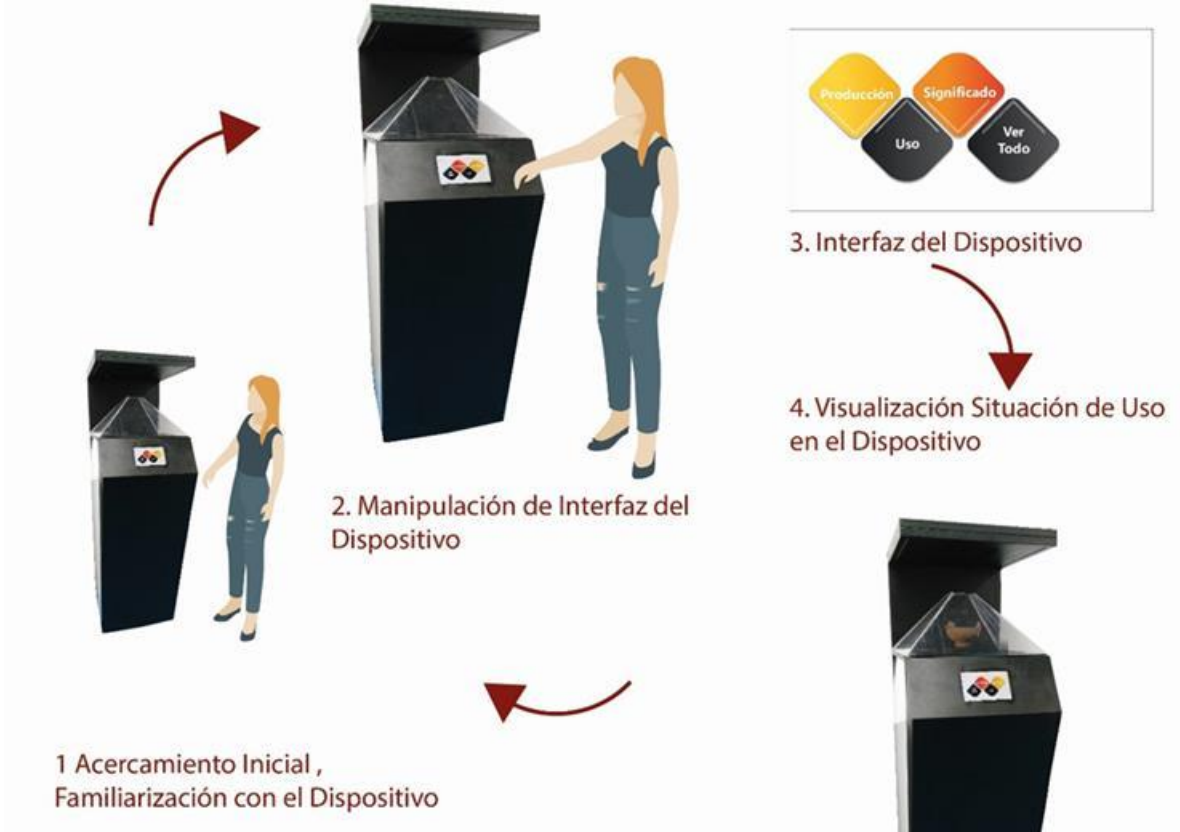 Producción
Significado
Uso
Ver
Todo
3. Interfaz del Dispositivo
4. Visualización Situación de Uso
en el Dispositivo
2. Manipulación de Interfaz del
Dispositivo
1 Acercamiento Inicial ,
Familiarización con el Dispositivo